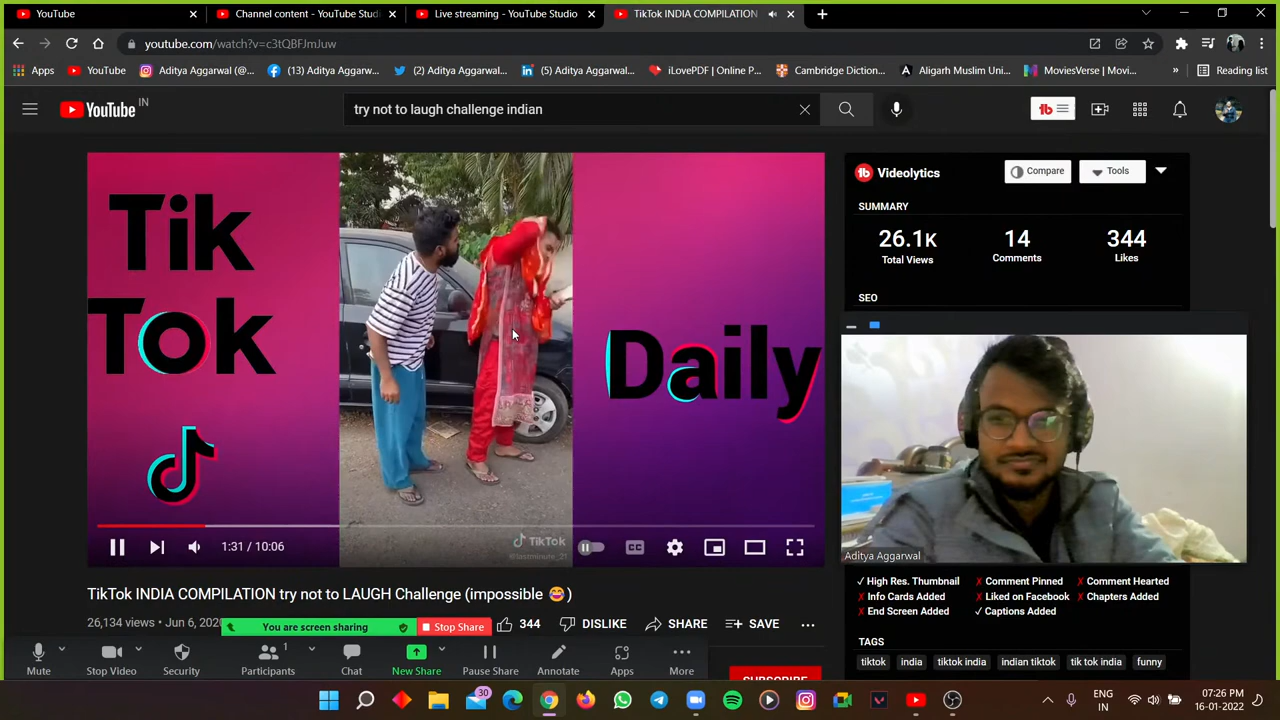 YouTube
Channel content - YouTube Studi
Live streaming - YouTube Studio
TikTok INDIA COMPILATION
youtube.com/watch?v=c3tQBFJmJuw
Apps
YouTube
Aditya Aggarwal (@...
(13) Aditya Aggarw...
(2) Aditya Aggarwal...
(5) Aditya Aggarwal...
iLovePDF | Online P...
Cambridge Diction...
Aligarh Muslim Uni...
MoviesVerse | Movi...
»
Reading list
YouTube IN
try not to laugh challenge indian
Tik
Tok
Daily
TikTok
1:31 / 10:06
CC
Videolytics
Compare
Tools
SUMMARY
26.1K
14
344
Total Views
Comments
Likes
SEO
Aditya Aggarwal
TikTok INDIA COMPILATION try not to LAUGH Challenge (impossible 😂 )
26,134 views • Jun 6, 202
344
DISLIKE
SHARE
SAVE
...
✓ High Res. Thumbnail
✗ Comment Pinned
✗ Comment Hearted
✗ Info Cards Added
✗ Liked on Facebook
✗ Chapters Added
✗ End Screen Added
✓ Captions Added
TAGS
tiktok
india
tiktok india
indian tiktok
tik tok india
funny
You are screen sharing
Stop Share
Mute
Stop Video
Security
Participants
1
Chat
New Share
Pause Share
Annotate
Apps
More
SUBSCRIBE
30
ENG
IN
07:26 PM
16-01-2022